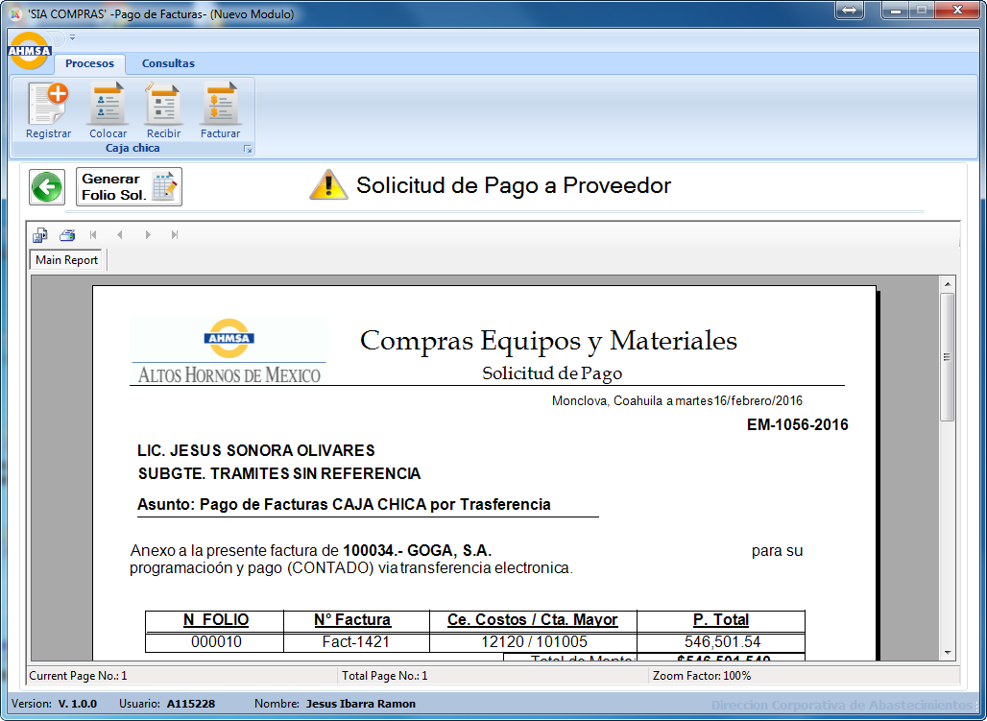 'SIA COMPRAS' -Pago de Facturas- (Nuevo Modulo)
AHMSA
Procesos Consultas
Registrar Colocar Recibir Facturar
Caja chica
Generar
Folio Sol.
Solicitud de Pago a Proveedor
Main Report
AHMSA
ALTOS HORNOS DE MEXICO
Compras Equipos y Materiales
Solicitud de Pago
Monclova, Coahuila a martes16/febrero/2016
EM-1056-2016
LIC. JESUS SONORA OLIVARES
SUBGTE. TRAMITES SIN REFERENCIA
Asunto: Pago de Facturas CAJA CHICA por Trasferencia
Anexo a la presente factura de 100034.- GOGA, S.A. para su
programacioón y pago (CONTADO) via transferencia electronica.
N_FOLIO N° Factura Ce. Costos / Cta. Mayor P. Total
000010 Fact-1421 12120 / 101005 546,501.54
Total de Monto: $546,501.540
Current Page No.: 1 Total Page No.: 1 Zoom Factor: 100%
Version: V. 1.0.0 Usuario: A115228 Nombre: Jesus Ibarra Ramon Direccion Corporativa de Abastecimientos